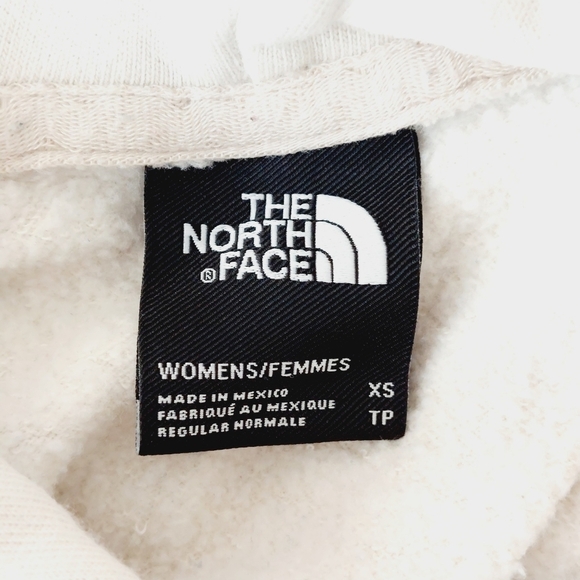 THE
NORTH
®FACE
WOMENS/FEMMES
MADE IN MEXICO XS
FABRIQUÉ AU MEXIQUE
REGULAR NORMALE TP